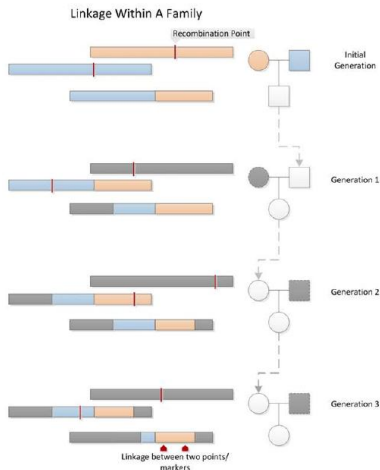 Linkage Within A Family
Recombination Point
Initial
Generation
Generation 1
Generation 2
Generation 3
Linkage between two points/
markers